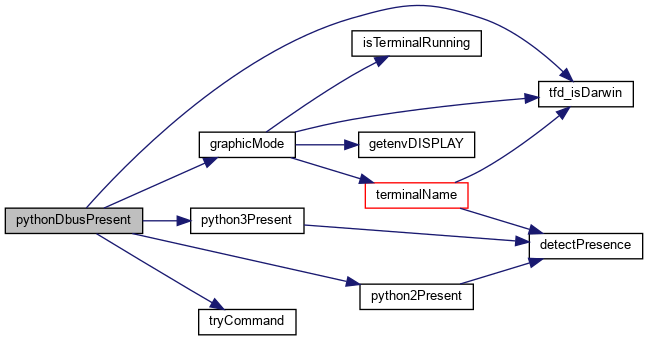 isTerminalRunning
tfd_isDarwin
graphicMode
getenvDISPLAY
terminalName
pythonDbusPresent
python3Present
detectPresence
python2Present
tryCommand